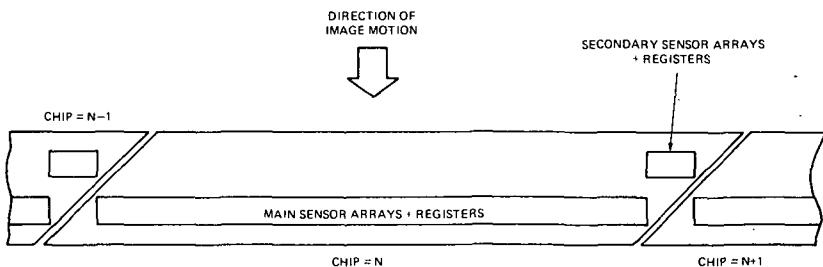 DIRECTION OF
IMAGE MOTION
SECONDARY SENSOR ARRAYS
+ REGISTERS
CHIP = N-1
MAIN SENSOR ARRAYS + REGISTERS
CHIP = N
CHIP = N+1